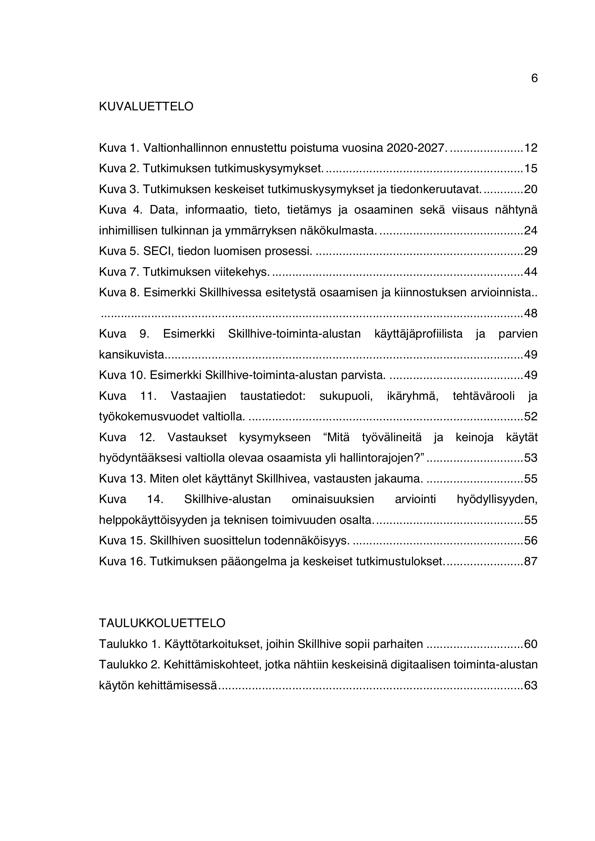 6
KUVALUETTELO
Kuva 1. Valtionhallinnon ennustettu poistuma vuosina 2020-2027. ......................12
Kuva 2. Tutkimuksen tutkimuskysymykset. ............................................................15
Kuva 3. Tutkimuksen keskeiset tutkimuskysymykset ja tiedonkeruutavat. ............20
Kuva 4. Data, informaatio, tieto, tietämys ja osaaminen sekä viisaus nähtynä
inhimillisen tulkinnan ja ymmärryksen näkökulmasta. ............................................24
Kuva 5. SECI, tiedon luomisen prosessi. ...............................................................29
Kuva 7. Tutkimuksen viitekehys. ............................................................................44
Kuva 8. Esimerkki Skillhivessa esitetystä osaamisen ja kiinnostuksen arvioinnista..
................................................................................................................................48
Kuva 9. Esimerkki Skillhive-toiminta-alustan käyttäjäprofiilista ja parvien
kansikuvista............................................................................................................49
Kuva 10. Esimerkki Skillhive-toiminta-alustan parvista. .........................................49
Kuva 11. Vastaajien taustatiedot: sukupuoli, ikäryhmä, tehtävärooli ja
työkokemusvuodet valtiolla. ...................................................................................52
Kuva 12. Vastaukset kysymykseen “Mitä työvälineitä ja keinoja käytät
hyödyntääksesi valtiolla olevaa osaamista yli hallintorajojen?” .............................53
Kuva 13. Miten olet käyttänyt Skillhivea, vastausten jakauma. ..............................55
Kuva 14. Skillhive-alustan ominaisuuksien arviointi hyödyllisyyden,
helppokäyttöisyyden ja teknisen toimivuuden osalta..............................................55
Kuva 15. Skillhiven suosittelun todennäköisyys. ....................................................56
Kuva 16. Tutkimuksen pääongelma ja keskeiset tutkimustulokset.........................87
TAULUKKOLUETTELO
Taulukko 1. Käyttötarkoitukset, joihin Skillhive sopii parhaiten .............................60
Taulukko 2. Kehittämiskohteet, jotka nähtiin keskeisinä digitaalisen toiminta-alustan
käytön kehittämisessä............................................................................................63